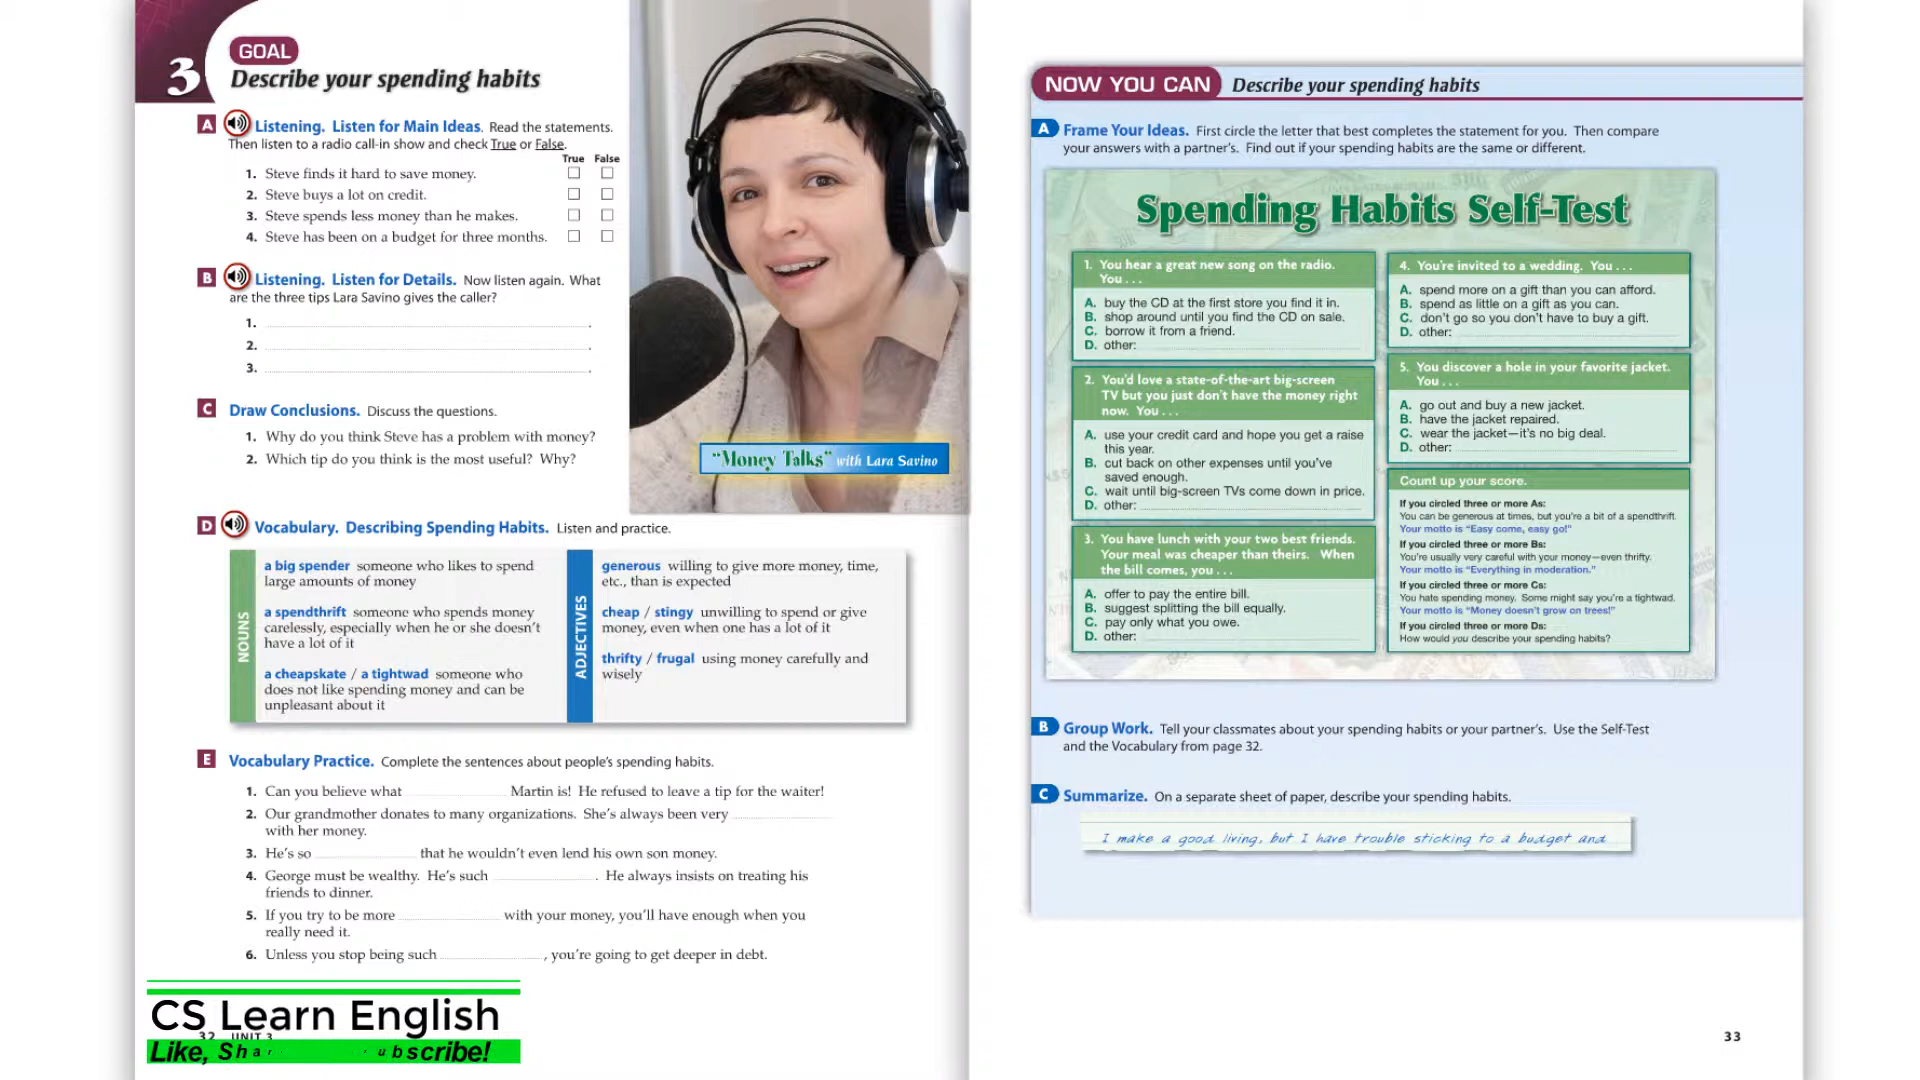 3
GOAL
Describe your spending habits
A Listening. Listen for Main Ideas. Read the statements.
Then listen to a radio call-in show and check True or False.
True False
1. Steve finds it hard to save money.
2. Steve buys a lot on credit.
3. Steve spends less money than he makes.
4. Steve has been on a budget for three months.
B Listening. Listen for Details. Now listen again. What
are the three tips Lara Savino gives the caller?
1.
2.
3.
C Draw Conclusions. Discuss the questions.
1. Why do you think Steve has a problem with money?
2. Which tip do you think is the most useful? Why?
"Money Talks" with Lara Savino
D Vocabulary. Describing Spending Habits. Listen and practice.
NOUNS
a big spender someone who likes to spend
large amounts of money
a spendthrift someone who spends money
carelessly, especially when he or she doesn't
have a lot of it
a cheapskate / a tightwad someone who
does not like spending money and can be
unpleasant about it
ADJECTIVES
generous willing to give more money, time,
etc., than is expected
cheap / stingy unwilling to spend or give
money, even when one has a lot of it
thrifty / frugal using money carefully and
wisely
E Vocabulary Practice. Complete the sentences about people's spending habits.
1. Can you believe what Martin is! He refused to leave a tip for the waiter!
2. Our grandmother donates to many organizations. She's always been very
with her money.
3. He's so that he wouldn't even lend his own son money.
4. George must be wealthy. He's such . He always insists on treating his
friends to dinner.
5. If you try to be more with your money, you'll have enough when you
really need it.
6. Unless you stop being such , you're going to get deeper in debt.
CS Learn English
32 UNIT 3
Like, subscribe!
NOW YOU CAN Describe your spending habits
A Frame Your Ideas. First circle the letter that best completes the statement for you. Then compare
your answers with a partner's. Find out if your spending habits are the same or different.
Spending Habits Self-Test
1. You hear a great new song on the radio.
You . . .
A. buy the CD at the first store you find it in.
B. shop around until you find the CD on sale.
C. borrow it from a friend.
D. other:
2. You'd love a state-of-the-art big-screen
TV but you just don't have the money right
now. You . . .
A. use your credit card and hope you get a raise
this year.
B. cut back on other expenses until you've
saved enough.
C. wait until big-screen TVs come down in price.
D. other:
3. You have lunch with your two best friends.
Your meal was cheaper than theirs. When
the bill comes, you . . .
A. offer to pay the entire bill.
B. suggest splitting the bill equally.
C. pay only what you owe.
D. other:
4. You're invited to a wedding. You . . .
A. spend more on a gift than you can afford.
B. spend as little on a gift as you can.
C. don't go so you don't have to buy a gift.
D. other:
5. You discover a hole in your favorite jacket.
You . . .
A. go out and buy a new jacket.
B. have the jacket repaired.
C. wear the jacket—it's no big deal.
D. other:
Count up your score.
If you circled three or more As:
You can be generous at times, but you're a bit of a spendthrift.
Your motto is "Easy come, easy go!"
If you circled three or more Bs:
You're usually very careful with your money—even thrifty.
Your motto is "Everything in moderation."
If you circled three or more Cs:
You hate spending money. Some might say you're a tightwad.
Your motto is "Money doesn't grow on trees!"
If you circled three or more Ds:
How would you describe your spending habits?
B Group Work. Tell your classmates about your spending habits or your partner's. Use the Self-Test
and the Vocabulary from page 32.
C Summarize. On a separate sheet of paper, describe your spending habits.
I make a good living, but I have trouble sticking to a budget and
33